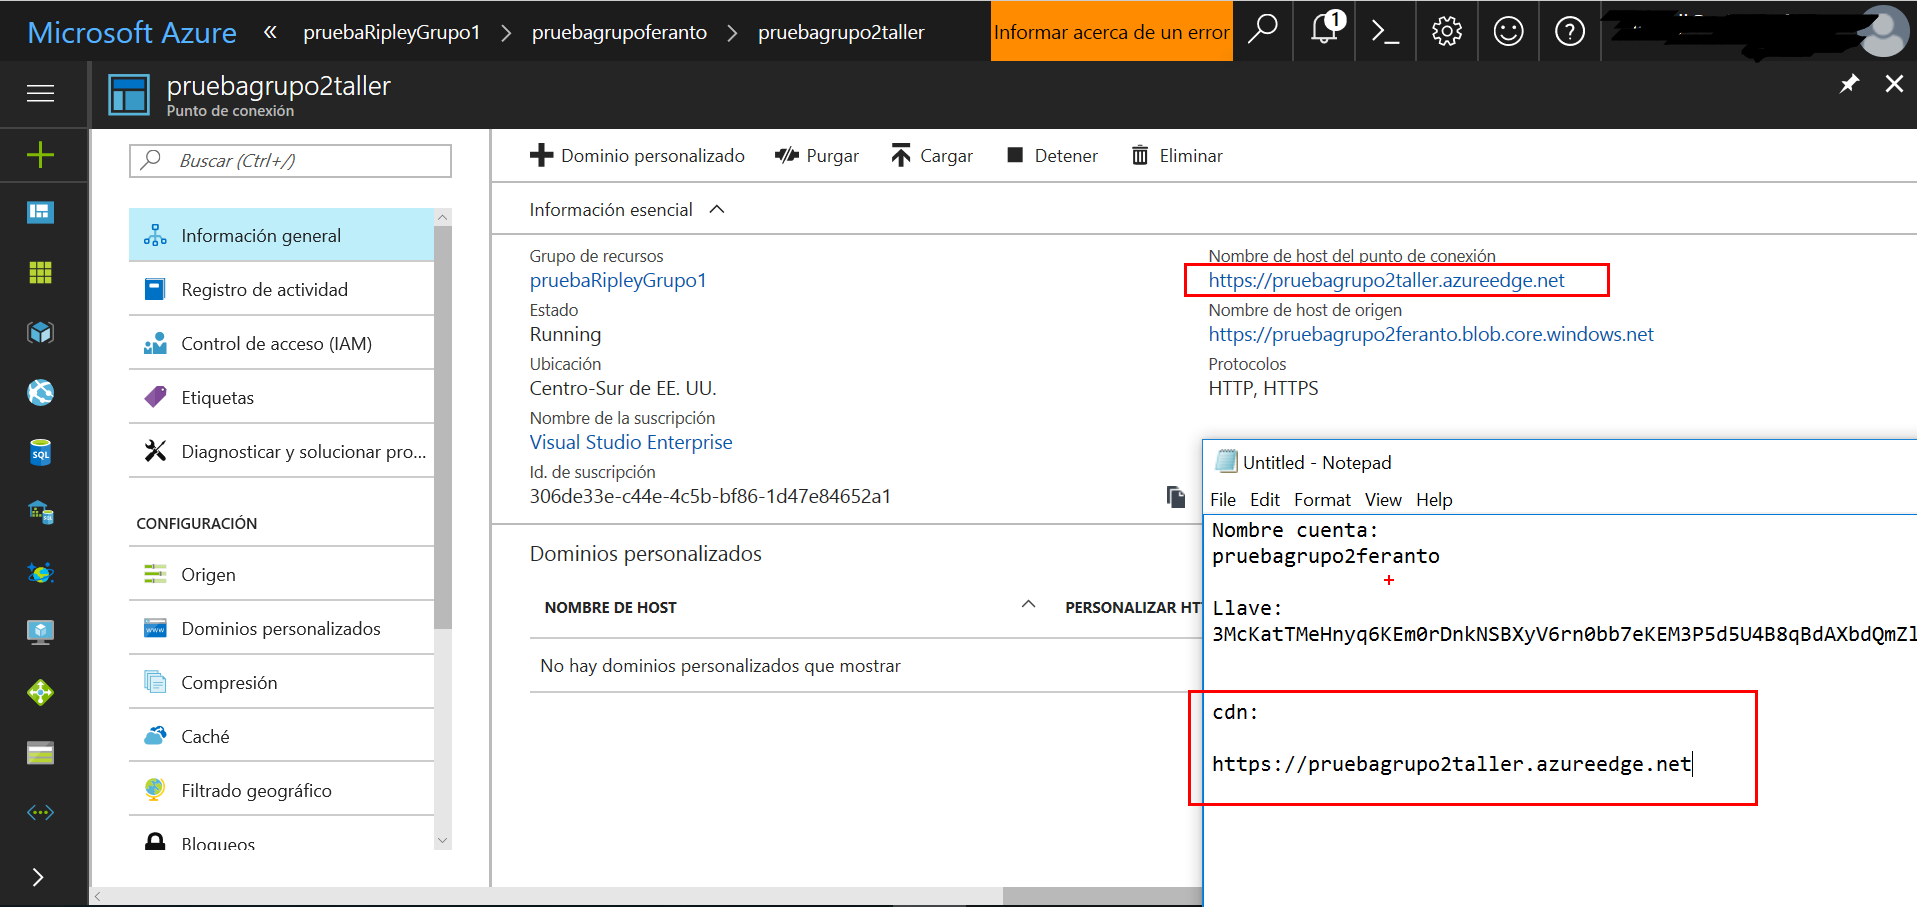 Microsoft Azure « pruebaRipleyGrupo1 > pruebagrupoferanto > pruebagrupo2taller
Informar acerca de un error
1
pruebagrupo2taller
Punto de conexión
Buscar (Ctrl+/)
Información general
Registro de actividad
Control de acceso (IAM)
Etiquetas
Diagnosticar y solucionar pro...
CONFIGURACIÓN
Origen
Dominios personalizados
Compresión
Caché
Filtrado geográfico
Bloqueos
Dominio personalizado
Purgar
Cargar
Detener
Eliminar
Información esencial
Grupo de recursos
pruebaRipleyGrupo1
Estado
Running
Ubicación
Centro-Sur de EE. UU.
Nombre de la suscripción
Visual Studio Enterprise
Id. de suscripción
306de33e-c44e-4c5b-bf86-1d47e84652a1
Nombre de host del punto de conexión
https://pruebagrupo2taller.azureedge.net
Nombre de host de origen
https://pruebagrupo2feranto.blob.core.windows.net
Protocolos
HTTP, HTTPS
Dominios personalizados
NOMBRE DE HOST
PERSONALIZAR HT
No hay dominios personalizados que mostrar
Untitled - Notepad
File Edit Format View Help
Nombre cuenta:
pruebagrupo2feranto
Llave:
3McKatTMeHnyq6KEm0rDnkNSBXyV6rn0bb7eKEM3P5d5U4B8qBdAXbdQmZl
cdn:
https://pruebagrupo2taller.azureedge.net